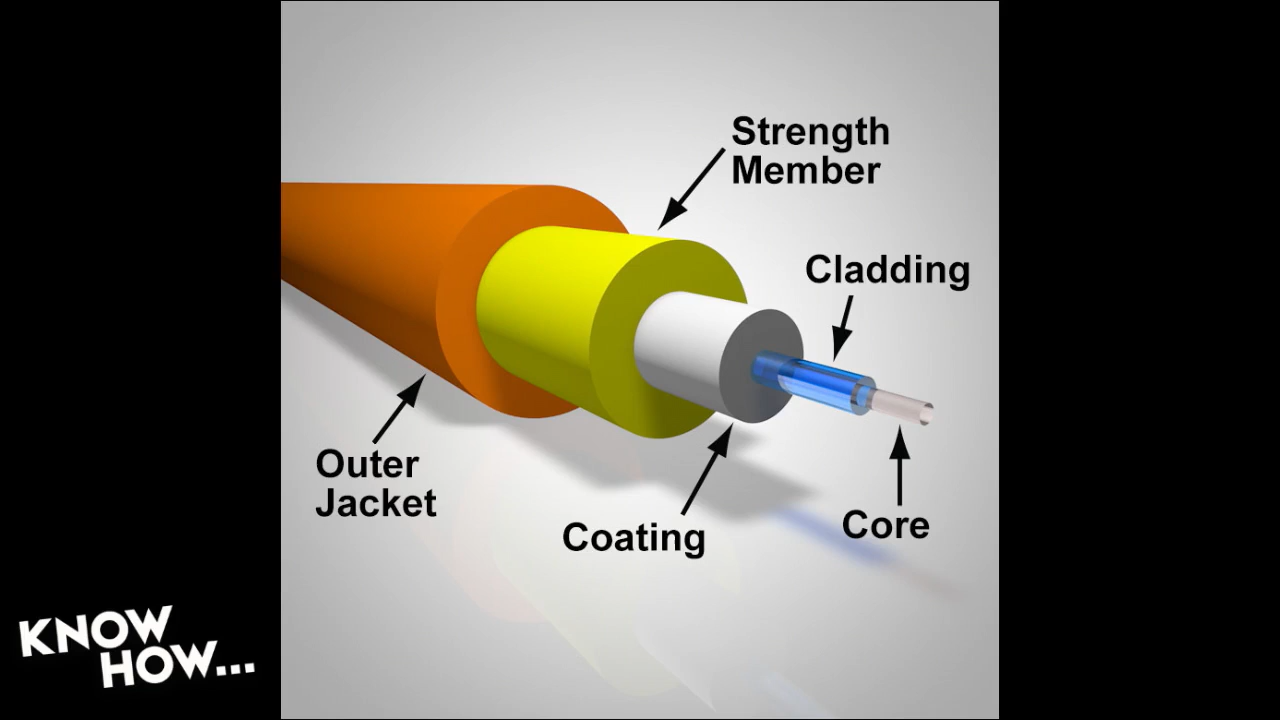 Strength
Member
Cladding
Outer
Jacket
Coating
Core
KNOW
HOW...